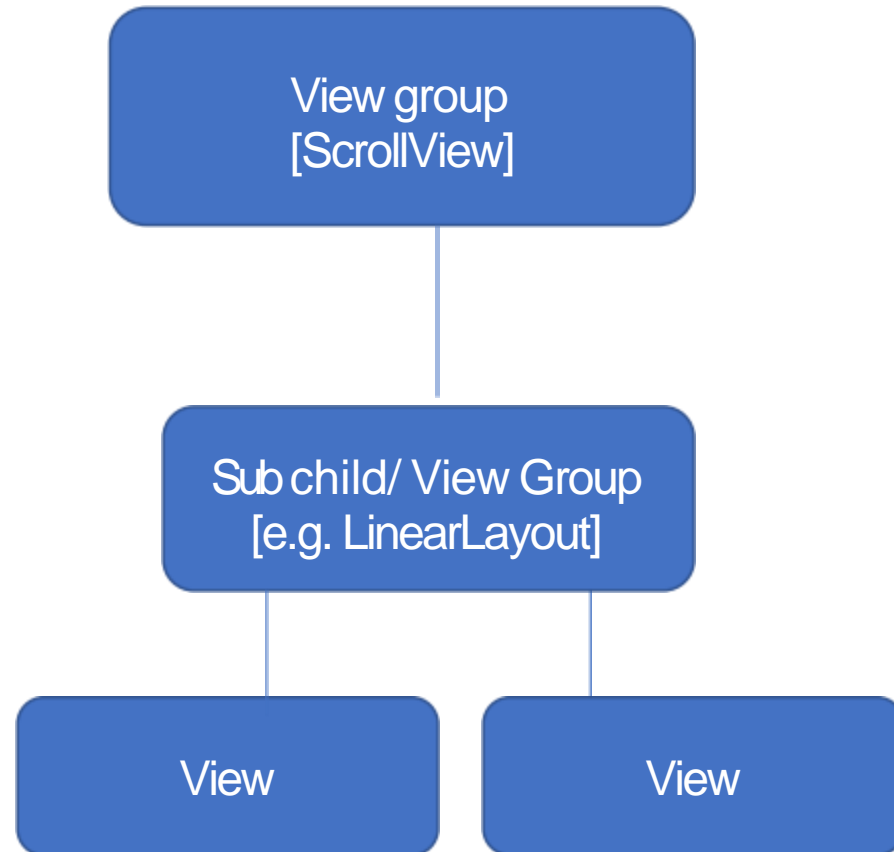 View group
[ScrollView]
Sub child/ View Group
[e.g. LinearLayout]
View
View